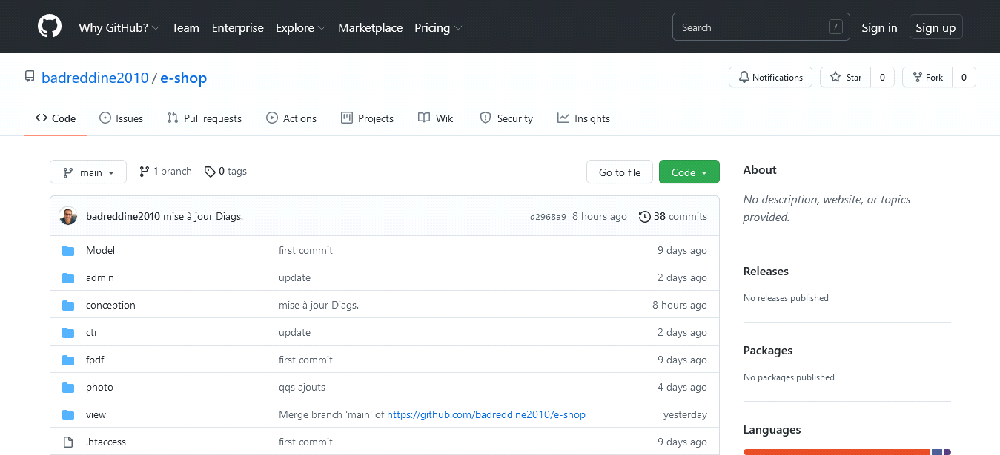 Why GitHub? Team Enterprise Explore Marketplace Pricing Search / Sign in Sign up
badreddine2010 / e-shop Notifications Star 0 Fork 0
Code Issues Pull requests Actions Projects Wiki Security Insights
main 1 branch 0 tags Go to file Code
badreddine2010 mise à jour Diags. d2968a9 8 hours ago 38 commits
Model first commit 9 days ago
admin update 2 days ago
conception mise à jour Diags. 8 hours ago
ctrl update 2 days ago
fpdf first commit 9 days ago
photo qqs ajouts 4 days ago
view Merge branch 'main' of https://github.com/badreddine2010/e-shop yesterday
.htaccess first commit 9 days ago
About
No description, website, or topics
provided.
Releases
No releases published
Packages
No packages published
Languages